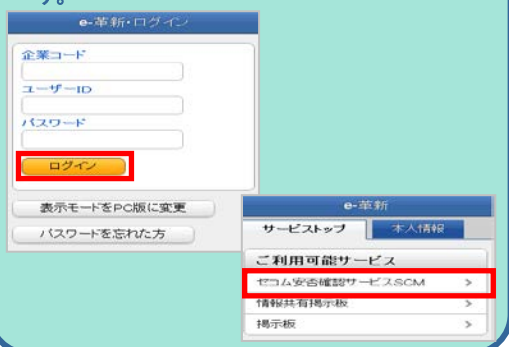 す。
e-革新・ログイン
企業コード
ユーザーID
パスワード
ログイン
表示モードをPC版に変更
パスワードを忘れた方
e-革新
サービストップ 本人情報
ご利用可能サービス
セコム安否確認サービスSCM >
情報共有掲示板 >
掲示板 >